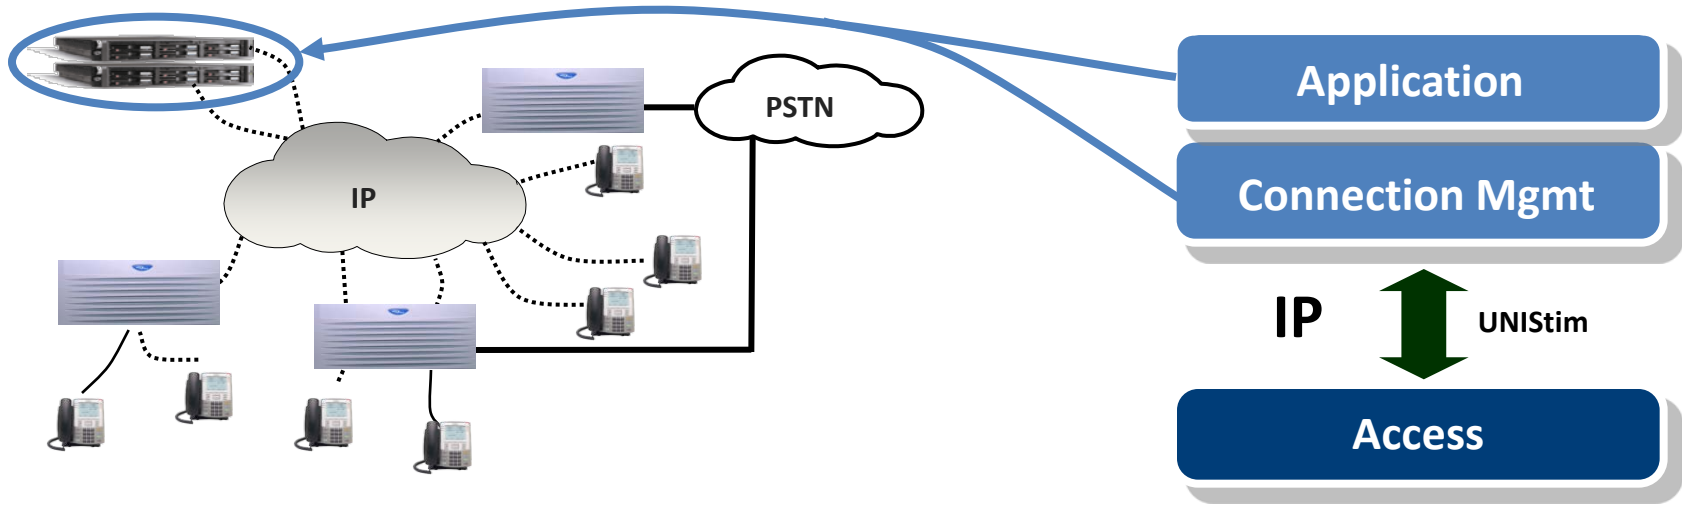 PSTN
IP
Application
Connection Mgmt
IP
UNIStim
Access